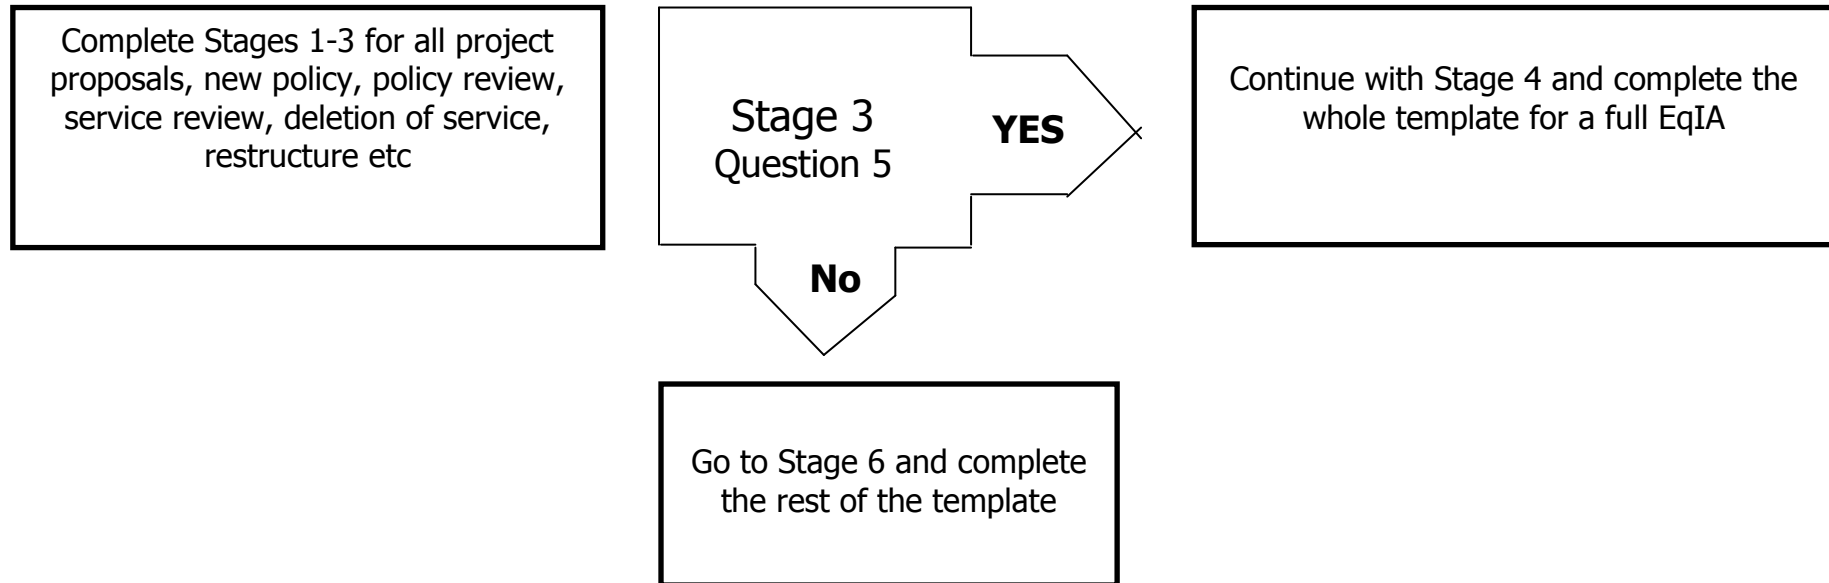 Complete Stages 1-3 for all project
proposals, new policy, policy review,
service review, deletion of service,
restructure etc
Stage 3
Question 5
YES
No
Continue with Stage 4 and complete the
whole template for a full EqIA
Go to Stage 6 and complete
the rest of the template